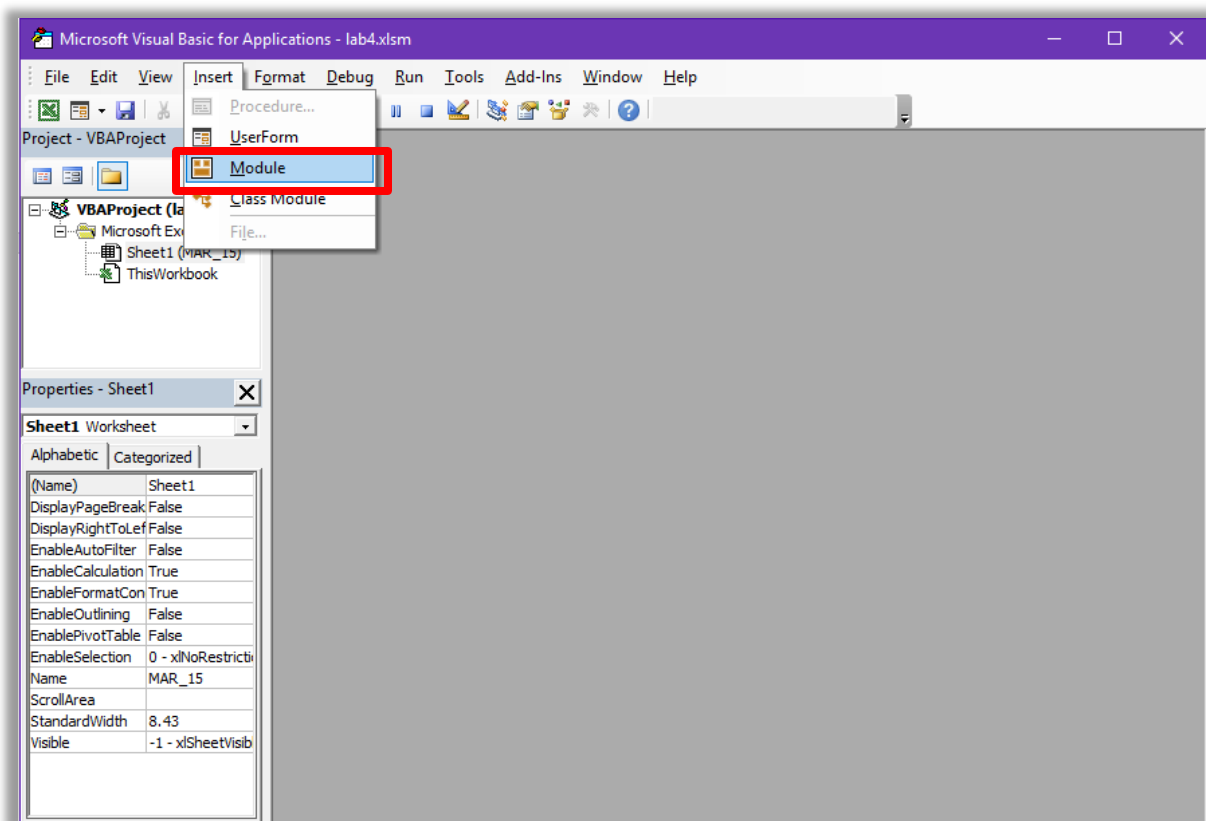 Microsoft Visual Basic for Applications - lab4.xlsm
File Edit View Insert Format Debug Run Tools Add-Ins Window Help
Procedure...
UserForm
Module
Class Module
File...
Project - VBAProject
VBAProject (la
Microsoft Ex
Sheet1 (MAR_15)
ThisWorkbook
Properties - Sheet1
Sheet1 Worksheet
Alphabetic Categorized
(Name) Sheet1
DisplayPageBreak False
DisplayRightToLef False
EnableAutoFilter False
EnableCalculation True
EnableFormatCon True
EnableOutlining False
EnablePivotTable False
EnableSelection 0 - xlNoRestricti
Name MAR_15
ScrollArea
StandardWidth 8.43
Visible -1 - xlSheetVisib